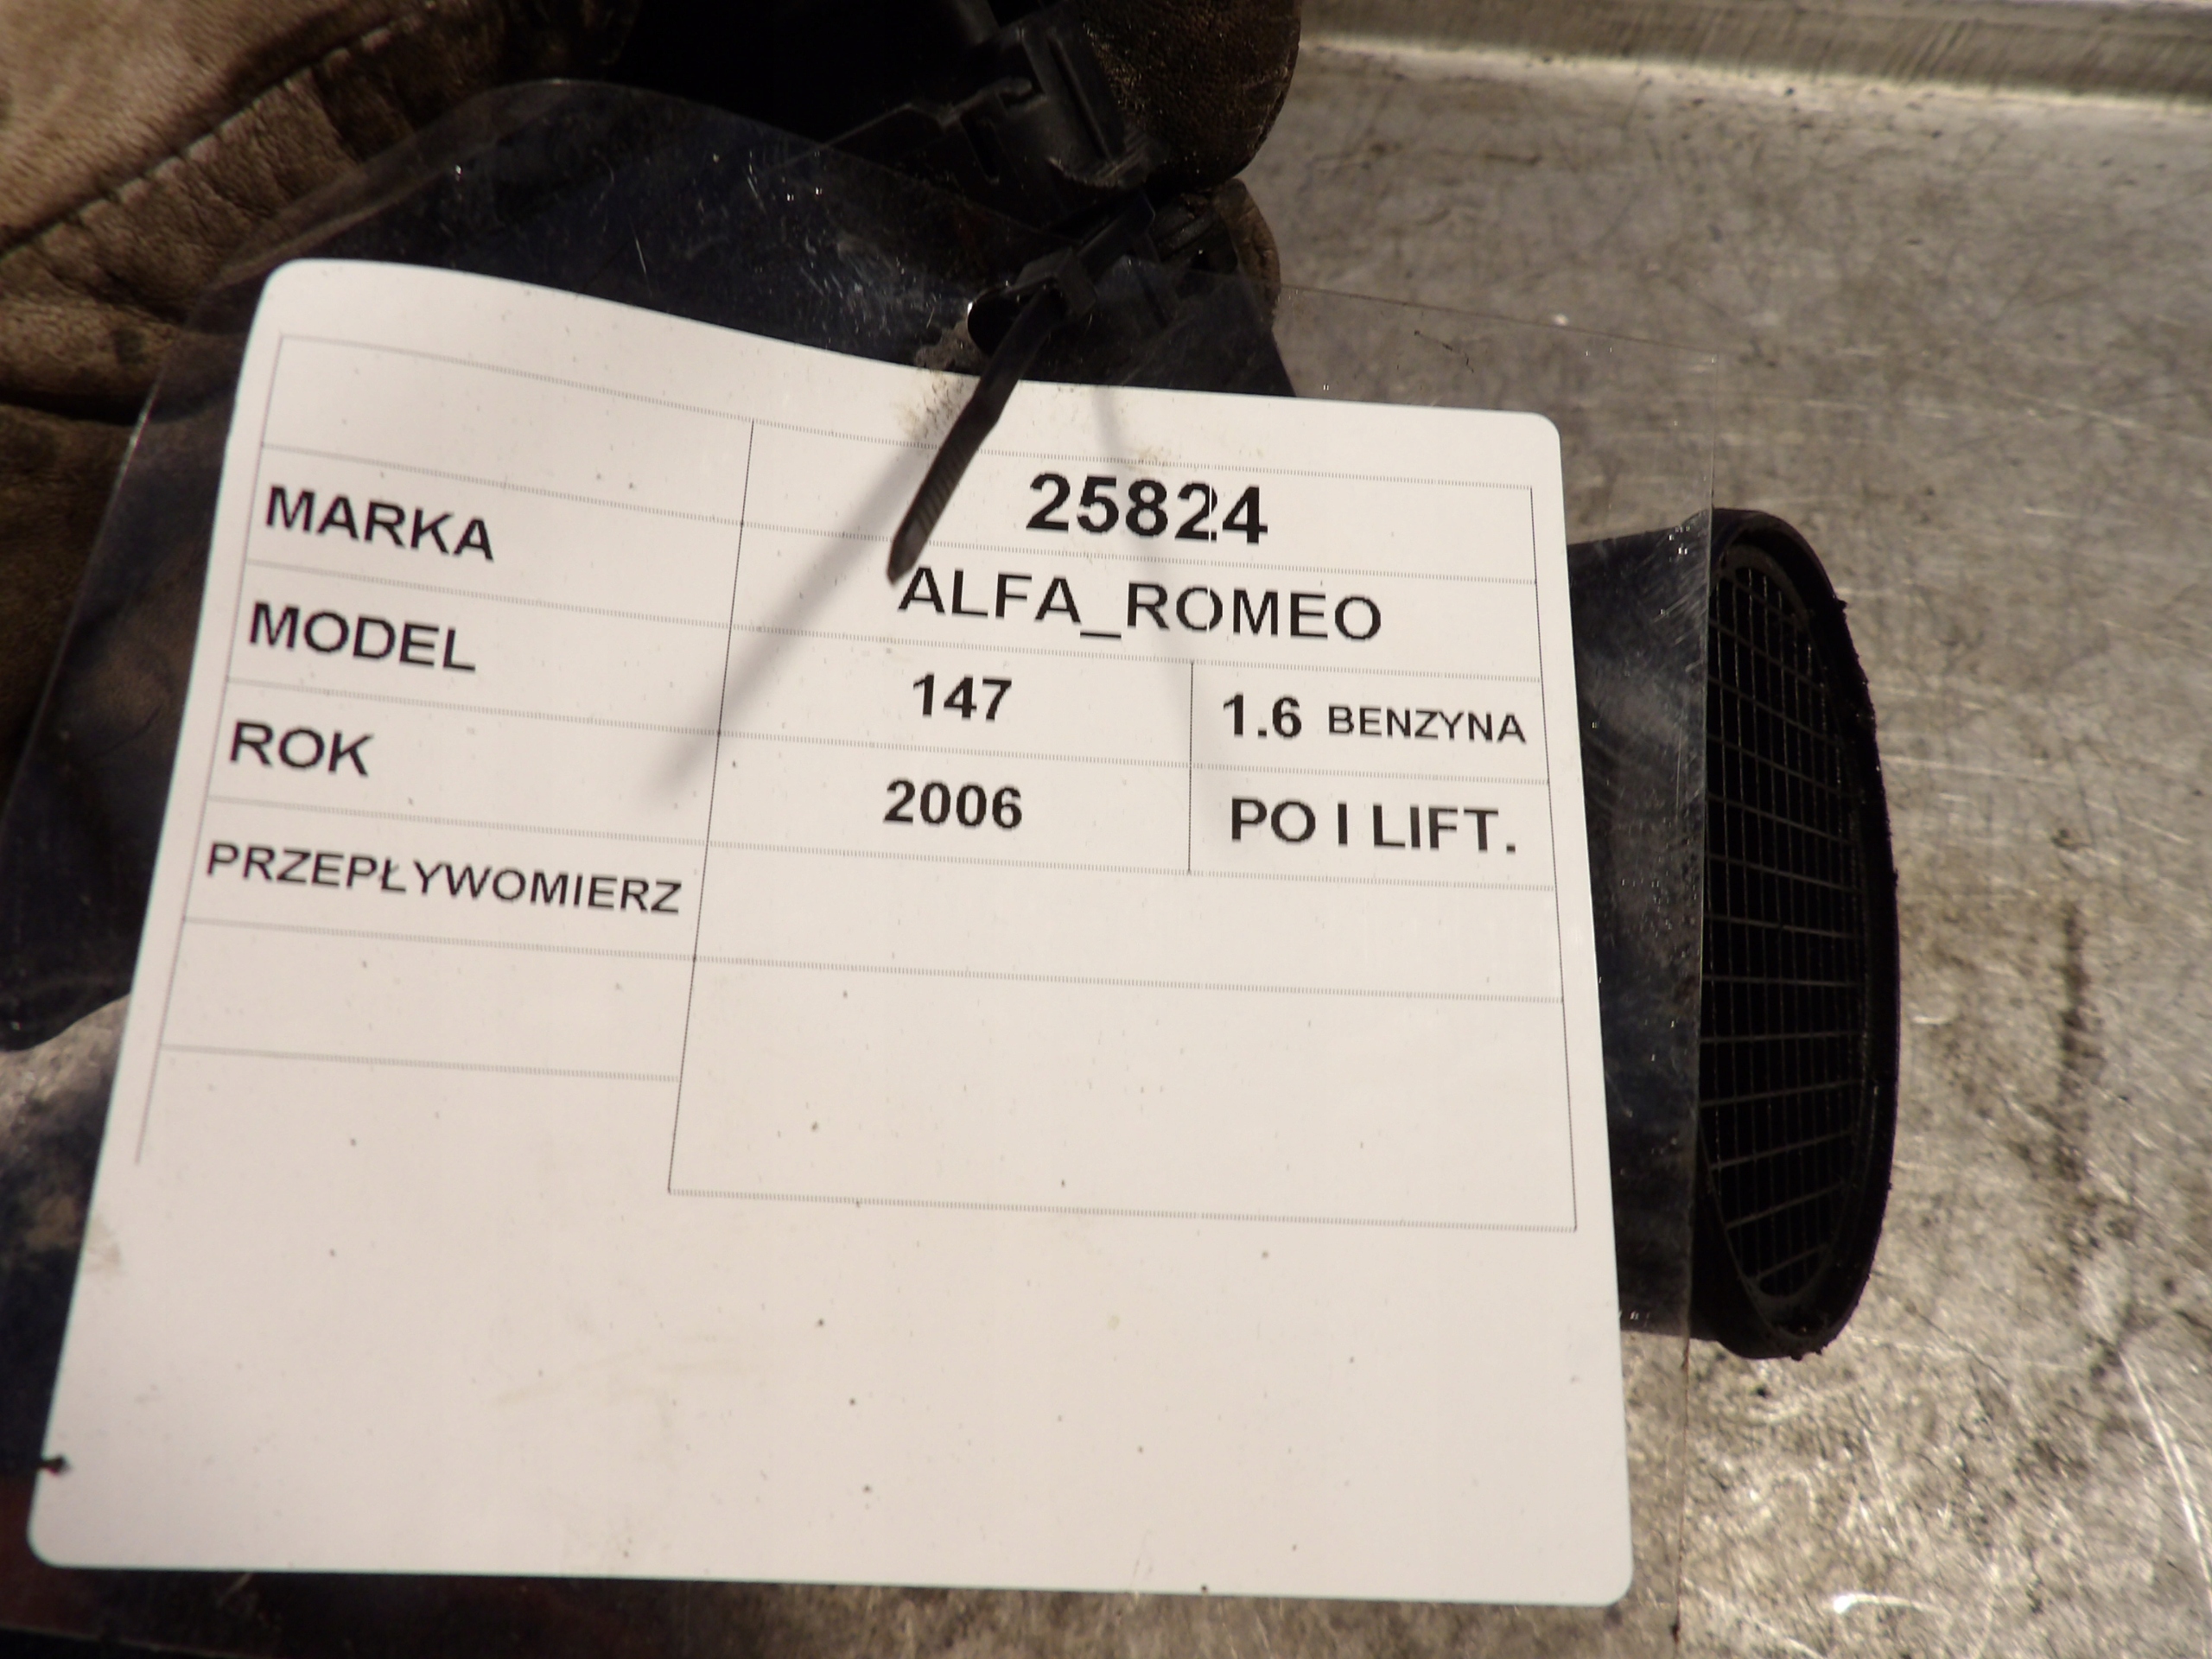 25824
MARKA ALFA_ROMEO
MODEL 147 1.6 BENZYNA
ROK 2006 PO I LIFT.
PRZEPŁYWOMIERZ